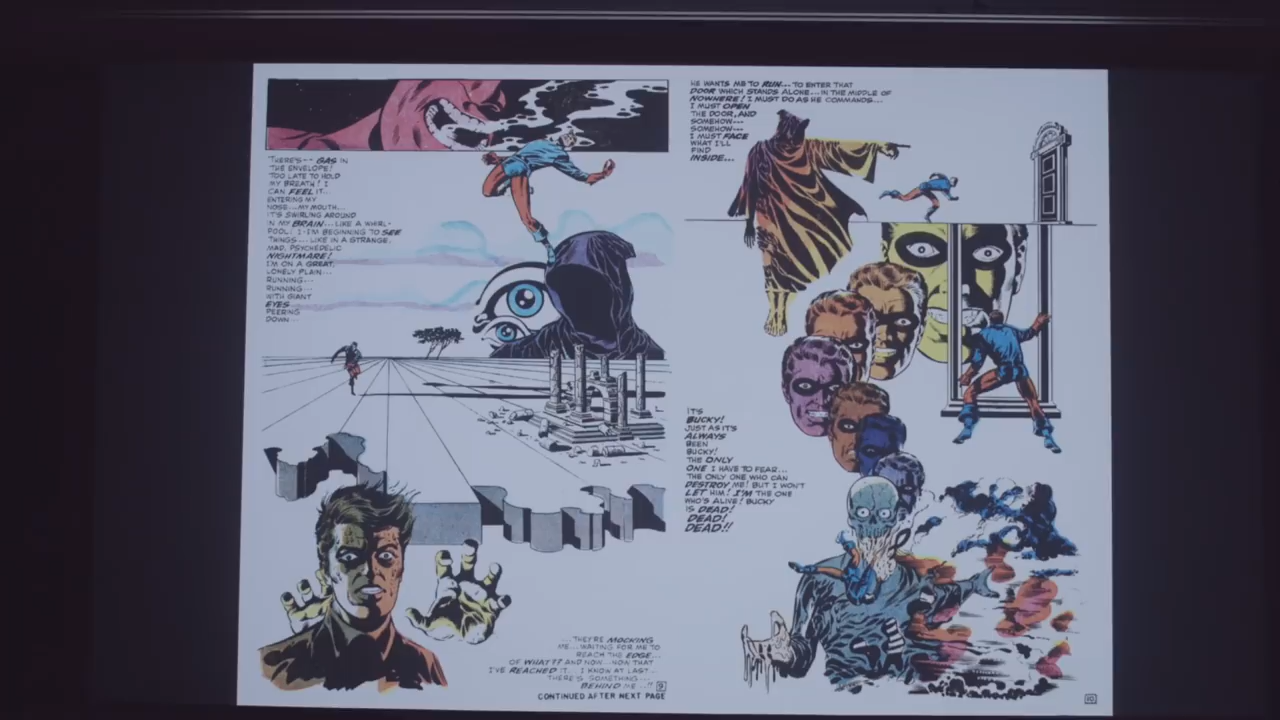 "THERE'S-- GAS IN
THE ENVELOPE!
TOO LATE TO HOLD
MY BREATH! I
CAN FEEL IT...
ENTERING MY
NOSE...MY MOUTH...
IT'S SWIRLING AROUND
IN MY BRAIN...LIKE A WHIRL-
POOL! I-I'M BEGINNING TO SEE
THINGS...LIKE IN A STRANGE,
MAD, PSYCHEDELIC
NIGHTMARE!
I'M ON A GREAT,
LONELY PLAIN...
RUNNING...
RUNNING...
WITH GIANT
EYES
PEERING
DOWN...
...THEY'RE MOCKING
ME...WAITING FOR ME TO
REACH THE EDGE...
OF WHAT?? AND NOW...NOW THAT
I'VE REACHED IT...I KNOW AT LAST...
THERE'S SOMETHING...
BEHIND ME..."
9
CONTINUED AFTER NEXT PAGE
HE WANTS ME TO RUN...TO ENTER THAT
DOOR WHICH STANDS ALONE...IN THE MIDDLE OF
NOWHERE! I MUST DO AS HE COMMANDS...
I MUST OPEN
THE DOOR, AND
SOMEHOW---
SOMEHOW---
I MUST FACE
WHAT I'LL
FIND
INSIDE...
IT'S
BUCKY!
JUST AS IT'S
ALWAYS
BEEN
BUCKY!
THE ONLY
ONE I HAVE TO FEAR...
THE ONLY ONE WHO CAN
DESTROY ME! BUT I WON'T
LET HIM! I'M THE ONE
WHO'S ALIVE! BUCKY
IS DEAD!
DEAD!
DEAD!!
10